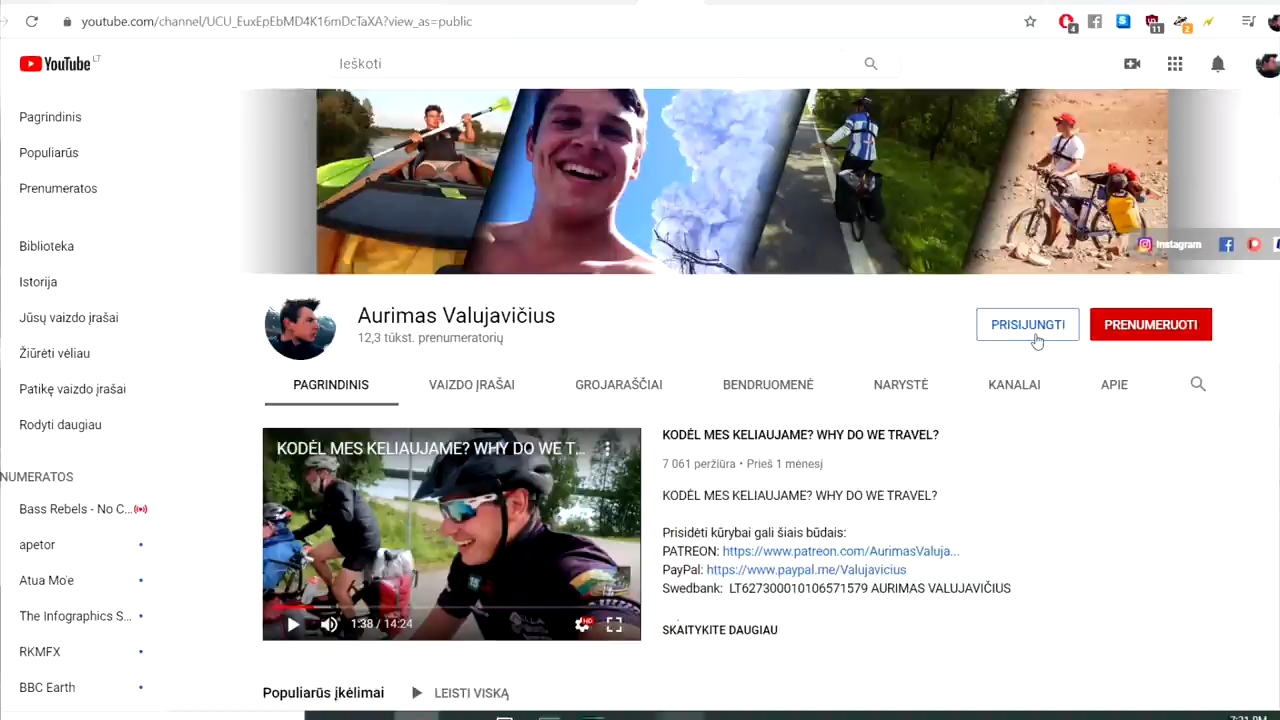 youtube.com/channel/UCU_EuxEpEbMD4K16mDcTaXA?view_as=public
4
11
2
YouTube LT
Ieškoti
Pagrindinis
Populiarūs
Prenumeratos
Biblioteka
Istorija
Jūsų vaizdo įrašai
Žiūrėti vėliau
Patikę vaizdo įrašai
Rodyti daugiau
NUMERATOS
Bass Rebels - No C...
apetor
Atua Mo'e
The Infographics S...
RKMFX
BBC Earth
Instagram
Aurimas Valujavičius
12,3 tūkst. prenumeratorių
PRISIJUNGTI
PRENUMERUOTI
PAGRINDINIS
VAIZDO ĮRAŠAI
GROJARAŠČIAI
BENDRUOMENĖ
NARYSTĖ
KANALAI
APIE
KODĖL MES KELIAUJAME? WHY DO WE T...
1:38 / 14:24
HD
KODĖL MES KELIAUJAME? WHY DO WE TRAVEL?
7 061 peržiūra • Prieš 1 mėnesį
KODĖL MES KELIAUJAME? WHY DO WE TRAVEL?
Prisidėti kūrybai gali šiais būdais:
PATREON: https://www.patreon.com/AurimasValuja...
PayPal: https://www.paypal.me/Valujavicius
Swedbank: LT627300010106571579 AURIMAS VALUJAVIČIUS
SKAITYKITE DAUGIAU
Populiarūs įkėlimai
LEISTI VISKĄ